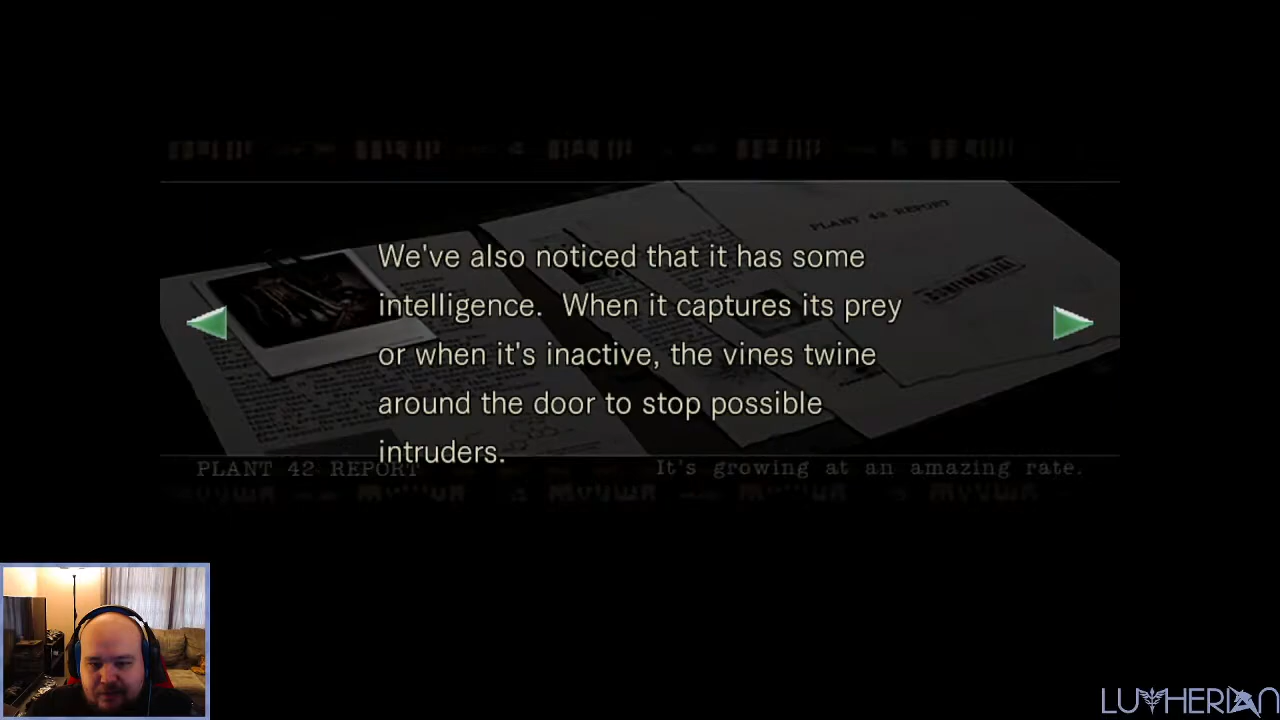 PLANT 42 REPORT
CONFIDENTIAL
We've also noticed that it has some
intelligence.  When it captures its prey
or when it's inactive, the vines twine
around the door to stop possible
intruders.
PLANT 42 REPORT
It's growing at an amazing rate.
LUTHERIAN